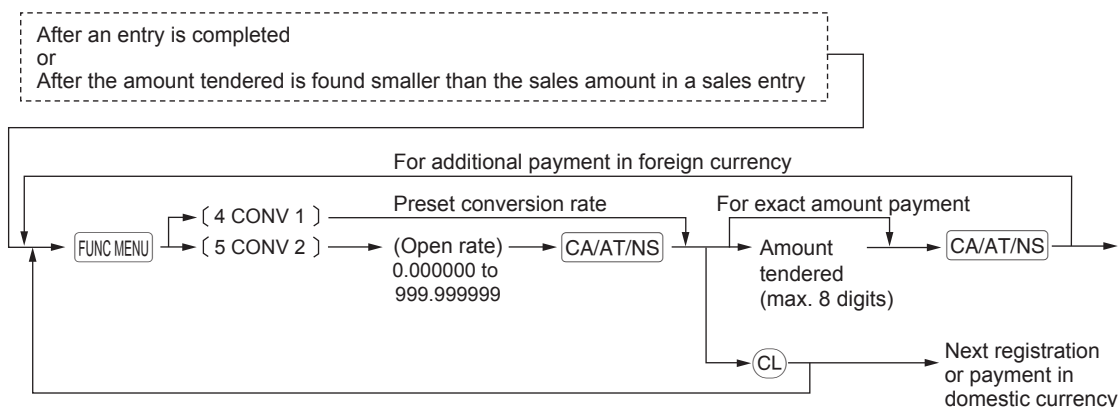 After an entry is completed
or
After the amount tendered is found smaller than the sales amount in a sales entry
For additional payment in foreign currency
〔 4 CONV 1 〕 Preset conversion rate For exact amount payment
FUNC MENU 〔 5 CONV 2 〕 (Open rate) CA/AT/NS Amount CA/AT/NS
0.000000 to tendered
999.999999 (max. 8 digits)
CL Next registration
or payment in
domestic currency